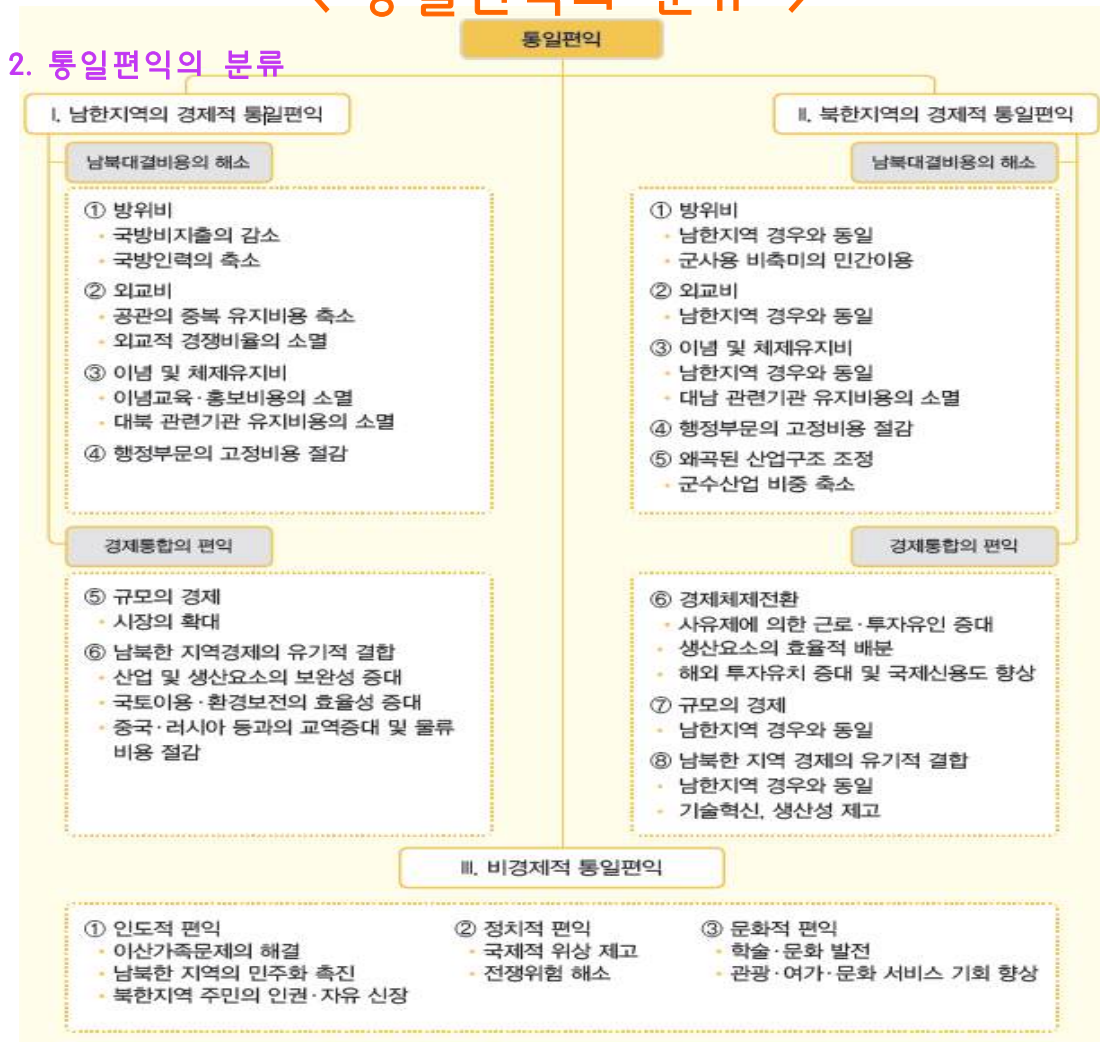 < 통일편익의 분류 >
통일편익
2. 통일편익의 분류
Ⅰ. 남한지역의 경제적 통일편익
남북대결비용의 해소
① 방위비
· 국방비지출의 감소
· 국방인력의 축소
② 외교비
· 공관의 중복 유지비용 축소
· 외교적 경쟁비율의 소멸
③ 이념 및 체제유지비
· 이념교육·홍보비용의 소멸
· 대북 관련기관 유지비용의 소멸
④ 행정부문의 고정비용 절감
경제통합의 편익
⑤ 규모의 경제
· 시장의 확대
⑥ 남북한 지역경제의 유기적 결합
· 산업 및 생산요소의 보완성 증대
· 국토이용·환경보전의 효율성 증대
· 중국·러시아 등과의 교역증대 및 물류
비용 절감
Ⅱ. 북한지역의 경제적 통일편익
남북대결비용의 해소
① 방위비
· 남한지역 경우와 동일
· 군사용 비축미의 민간이용
② 외교비
· 남한지역 경우와 동일
③ 이념 및 체제유지비
· 남한지역 경우와 동일
· 대남 관련기관 유지비용의 소멸
④ 행정부문의 고정비용 절감
⑤ 왜곡된 산업구조 조정
· 군수산업 비중 축소
경제통합의 편익
⑥ 경제체제전환
· 사유제에 의한 근로·투자유인 증대
· 생산요소의 효율적 배분
· 해외 투자유치 증대 및 국제신용도 향상
⑦ 규모의 경제
· 남한지역 경우와 동일
⑧ 남북한 지역 경제의 유기적 결합
· 남한지역 경우와 동일
· 기술혁신, 생산성 제고
Ⅲ. 비경제적 통일편익
① 인도적 편익
· 이산가족문제의 해결
· 남북한 지역의 민주화 촉진
· 북한지역 주민의 인권·자유 신장
② 정치적 편익
· 국제적 위상 제고
· 전쟁위험 해소
③ 문화적 편익
· 학술·문화 발전
· 관광·여가·문화 서비스 기회 향상